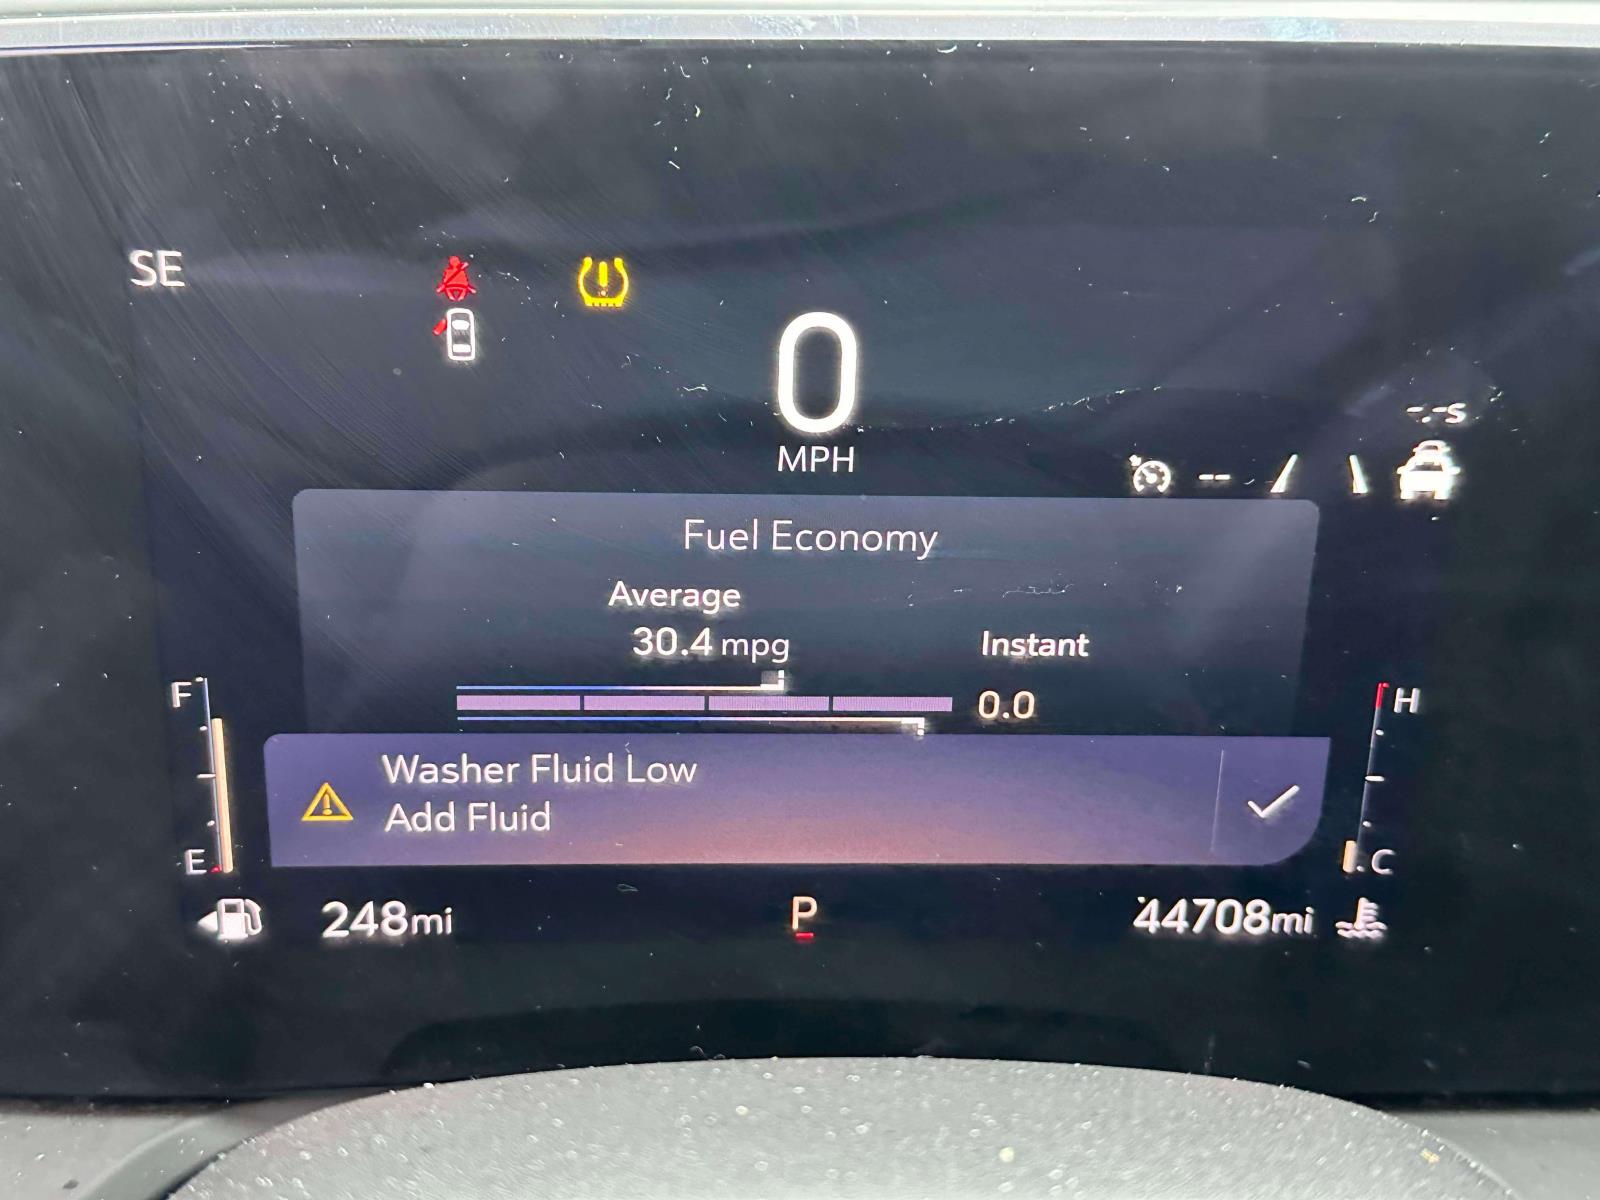 SE
0
MPH
-.-s
--
Fuel Economy
Average
30.4 mpg
Instant
0.0
F
H
Washer Fluid Low
Add Fluid
E
C
248mi
P
44708mi